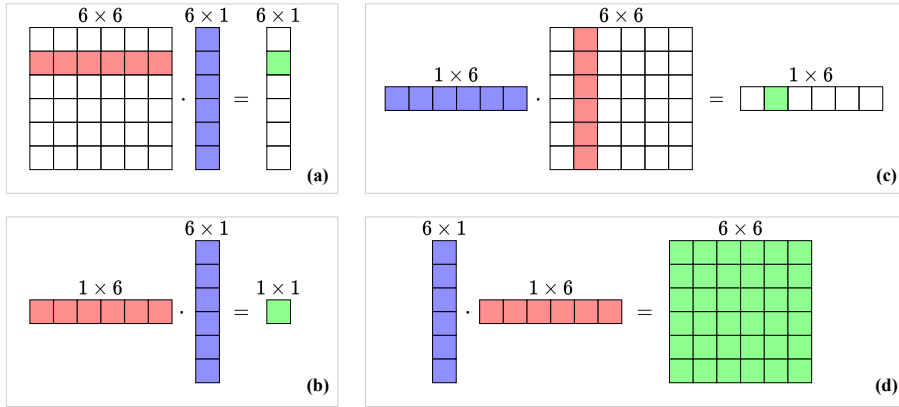 6 × 6 6 × 1 6 × 1
· =
(a)
6 × 6
1 × 6 1 × 6
· =
(c)
6 × 1
1 × 6 1 × 1
· =
(b)
6 × 1 6 × 6
1 × 6
· =
(d)